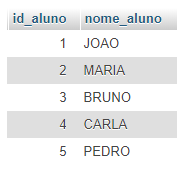 id_aluno nome_aluno
1 JOAO
2 MARIA
3 BRUNO
4 CARLA
5 PEDRO